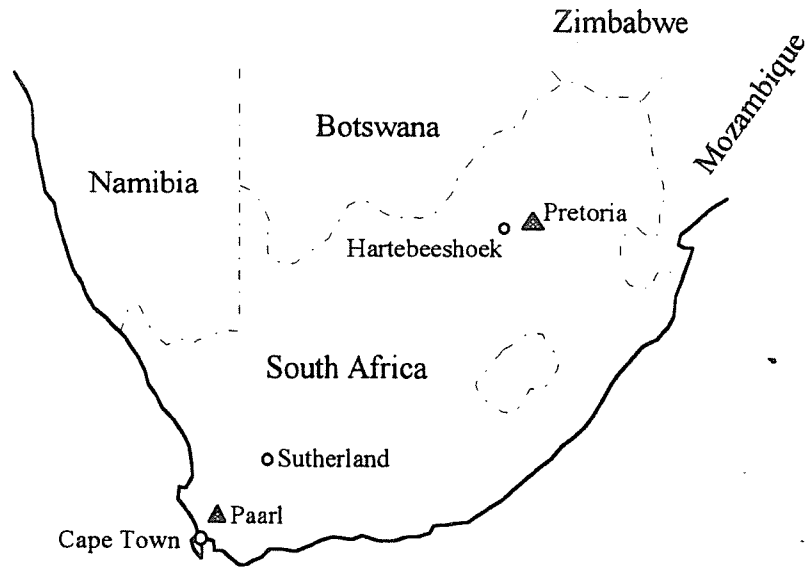 Zimbabwe
Mozambique
Botswana
Namibia
Pretoria
Hartebeeshoek
South Africa
Sutherland
Paarl
Cape Town